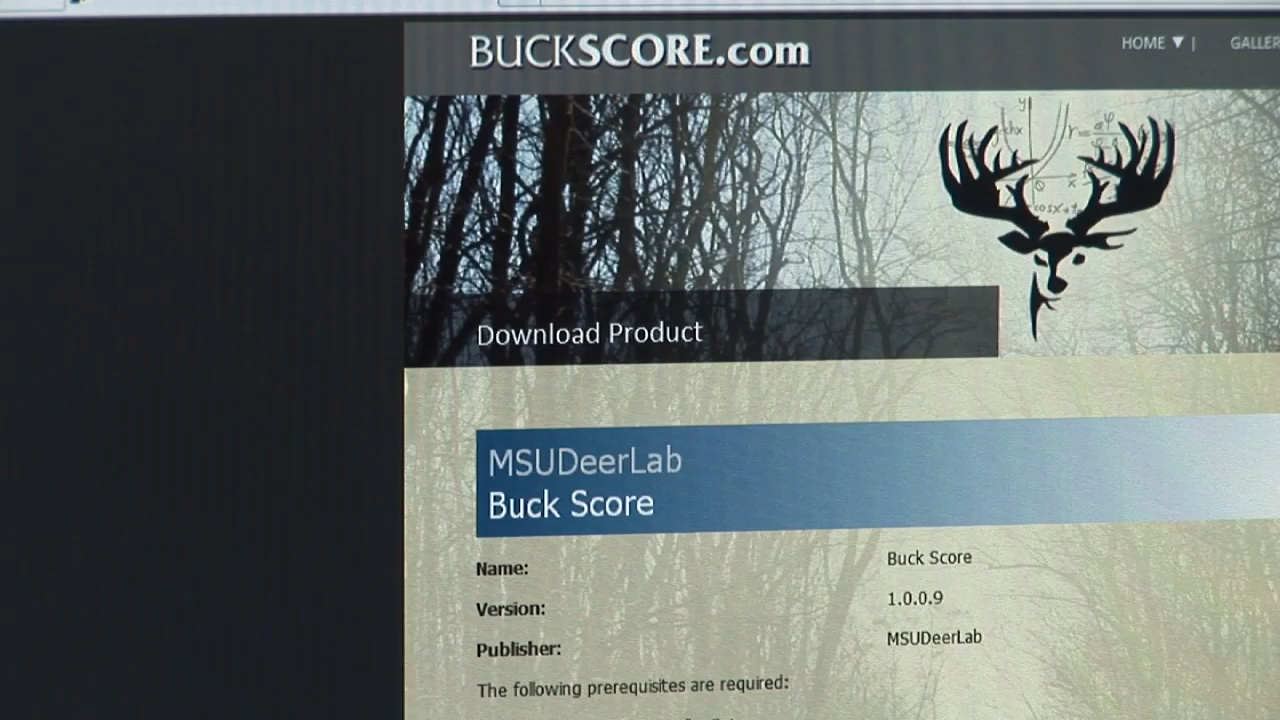 BUCKSCORE.com
HOME ▼ |
Download Product
MSUDeerLab
Buck Score
Name: Buck Score
Version: 1.0.0.9
Publisher: MSUDeerLab
The following prerequisites are required: